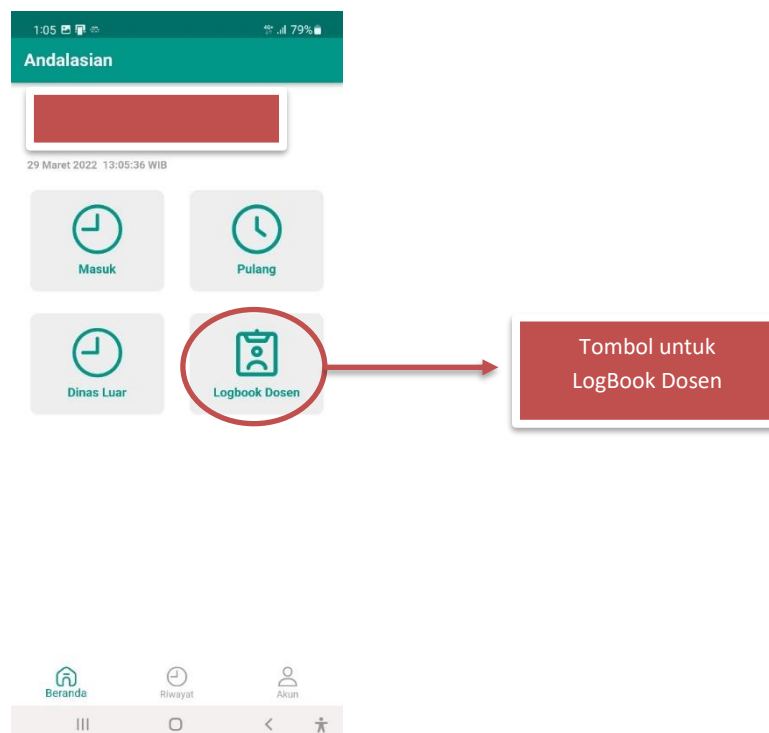 1:05 79%
Andalasian
29 Maret 2022 13:05:36 WIB
Masuk Pulang
Dinas Luar Logbook Dosen
Tombol untuk
LogBook Dosen
Beranda Riwayat Akun